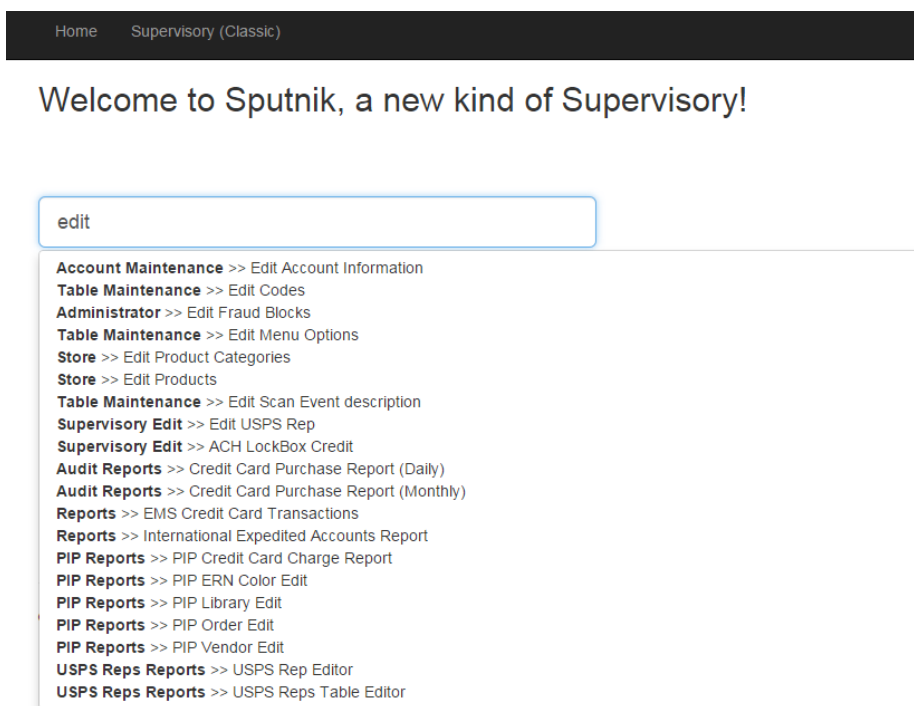 Home Supervisory (Classic)
Welcome to Sputnik, a new kind of Supervisory!
edit
Account Maintenance >> Edit Account Information
Table Maintenance >> Edit Codes
Administrator >> Edit Fraud Blocks
Table Maintenance >> Edit Menu Options
Store >> Edit Product Categories
Store >> Edit Products
Table Maintenance >> Edit Scan Event description
Supervisory Edit >> Edit USPS Rep
Supervisory Edit >> ACH LockBox Credit
Audit Reports >> Credit Card Purchase Report (Daily)
Audit Reports >> Credit Card Purchase Report (Monthly)
Reports >> EMS Credit Card Transactions
Reports >> International Expedited Accounts Report
PIP Reports >> PIP Credit Card Charge Report
PIP Reports >> PIP ERN Color Edit
PIP Reports >> PIP Library Edit
PIP Reports >> PIP Order Edit
PIP Reports >> PIP Vendor Edit
USPS Reps Reports >> USPS Rep Editor
USPS Reps Reports >> USPS Reps Table Editor